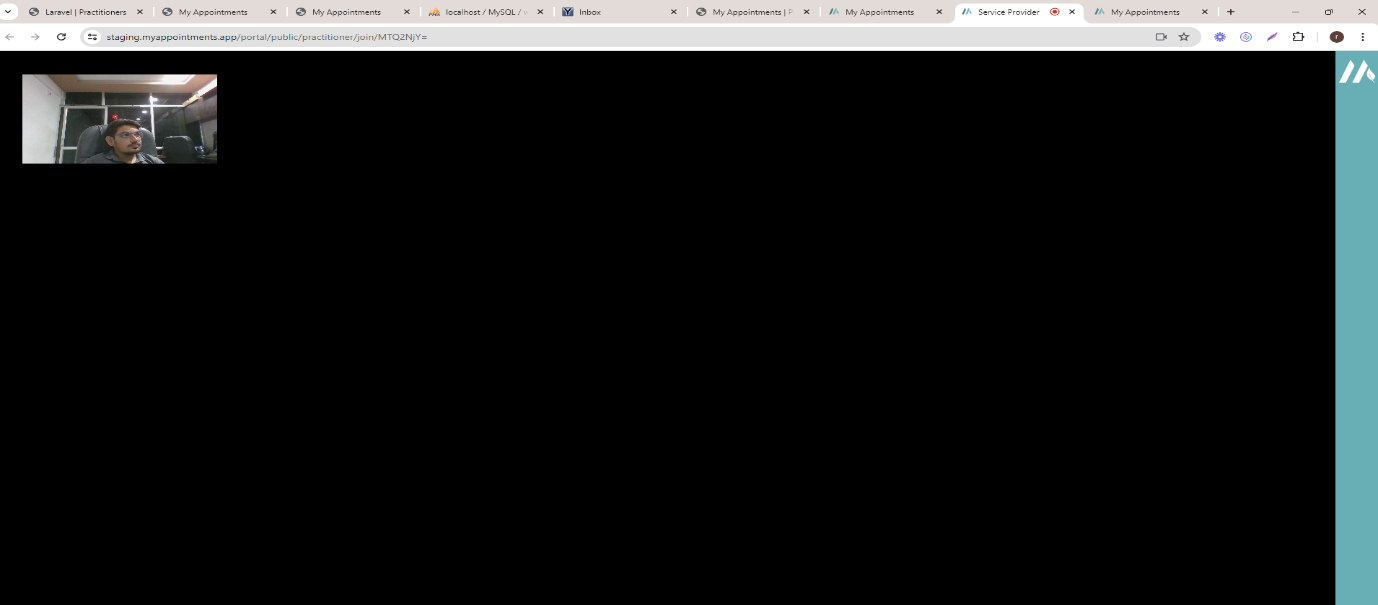 Laravel | Practitioners
My Appointments
My Appointments
localhost / MySQL /
Inbox
My Appointments | P
My Appointments
Service Provider
My Appointments
staging.myappointments.app/portal/public/practitioner/join/MTQ2NjY=
r